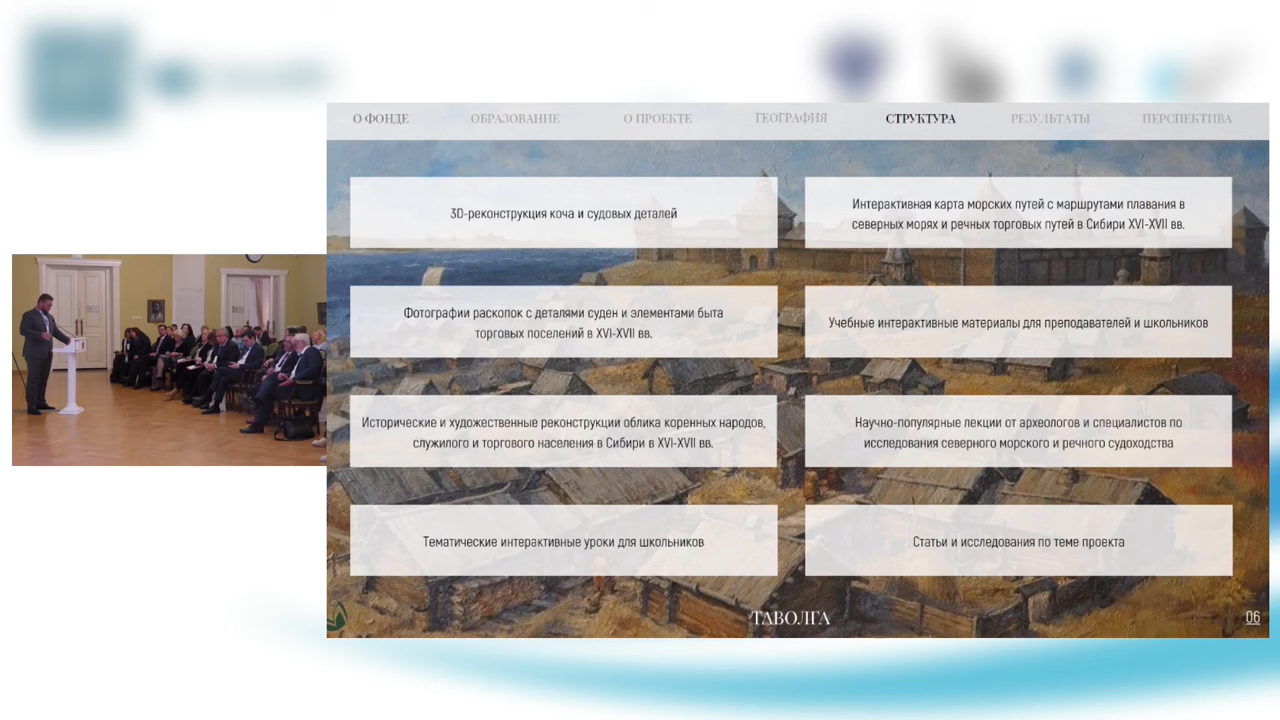 О ФОНДЕ
ОБРАЗОВАНИЕ
О ПРОЕКТЕ
ГЕОГРАФИЯ
СТРУКТУРА
РЕЗУЛЬТАТЫ
ПЕРСПЕКТИВА
3D-реконструкция коча и судовых деталей
Интерактивная карта морских путей с маршрутами плавания в
северных морях и речных торговых путей в Сибири XVI-XVII вв.
Фотографии раскопок с деталями суден и элементами быта
торговых поселений в XVI-XVII вв.
Учебные интерактивные материалы для преподавателей и школьников
Исторические и художественные реконструкции облика коренных народов,
служилого и торгового населения в Сибири в XVI-XVII вв.
Научно-популярные лекции от археологов и специалистов по
исследования северного морского и речного судоходства
Тематические интерактивные уроки для школьников
Статьи и исследования по теме проекта
ТАВОЛГА
06